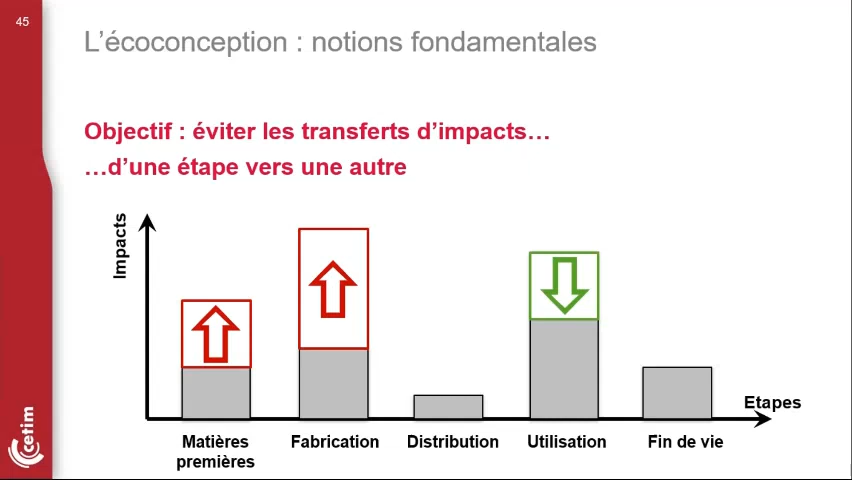 45
L'écoconception : notions fondamentales
Objectif : éviter les transferts d'impacts…
…d'une étape vers une autre
Impacts
Etapes
Matières
premières
Fabrication
Distribution
Utilisation
Fin de vie
cetim